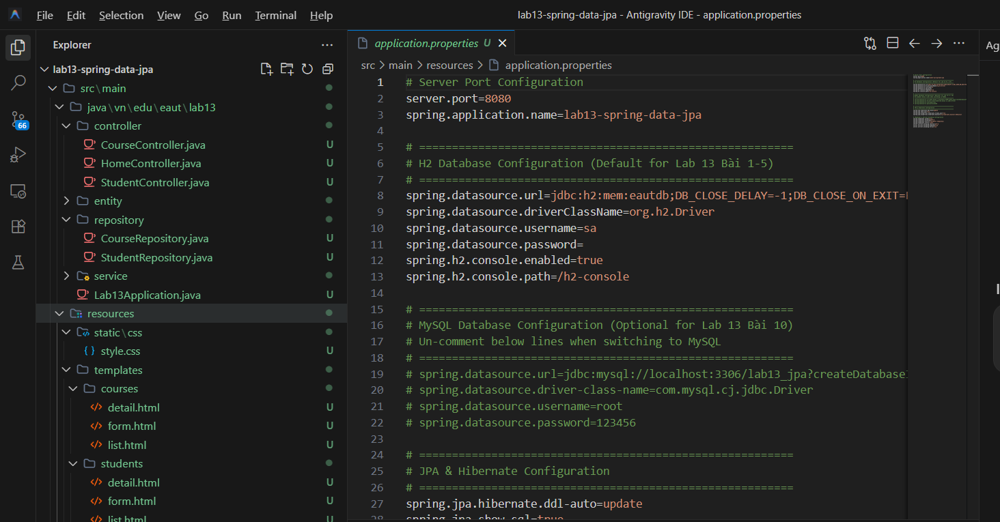 File Edit Selection View Go Run Terminal Help
lab13-spring-data-jpa - Antigravity IDE - application.properties
Explorer
lab13-spring-data-jpa
src\main
java\vn\edu\eaut\lab13
controller
CourseController.java U
HomeController.java U
StudentController.java U
entity
repository
CourseRepository.java U
StudentRepository.java U
service
Lab13Application.java U
resources
static\css
{} style.css U
templates
courses
<> detail.html U
<> form.html U
<> list.html U
students
<> detail.html U
<> form.html U
<> list.html U
66
application.properties U
Ag
src > main > resources > application.properties
1 # Server Port Configuration
2 server.port=8080
3 spring.application.name=lab13-spring-data-jpa
4
5 # =========================================================
6 # H2 Database Configuration (Default for Lab 13 Bài 1-5)
7 # =========================================================
8 spring.datasource.url=jdbc:h2:mem:eautdb;DB_CLOSE_DELAY=-1;DB_CLOSE_ON_EXIT=
9 spring.datasource.driverClassName=org.h2.Driver
10 spring.datasource.username=sa
11 spring.datasource.password=
12 spring.h2.console.enabled=true
13 spring.h2.console.path=/h2-console
14
15 # =========================================================
16 # MySQL Database Configuration (Optional for Lab 13 Bài 10)
17 # Un-comment below lines when switching to MySQL
18 # =========================================================
19 # spring.datasource.url=jdbc:mysql://localhost:3306/lab13_jpa?createDatabase
20 # spring.datasource.driver-class-name=com.mysql.cj.jdbc.Driver
21 # spring.datasource.username=root
22 # spring.datasource.password=123456
23
24 # =========================================================
25 # JPA & Hibernate Configuration
26 # =========================================================
27 spring.jpa.hibernate.ddl-auto=update
28 spring.jpa.show-sql=true